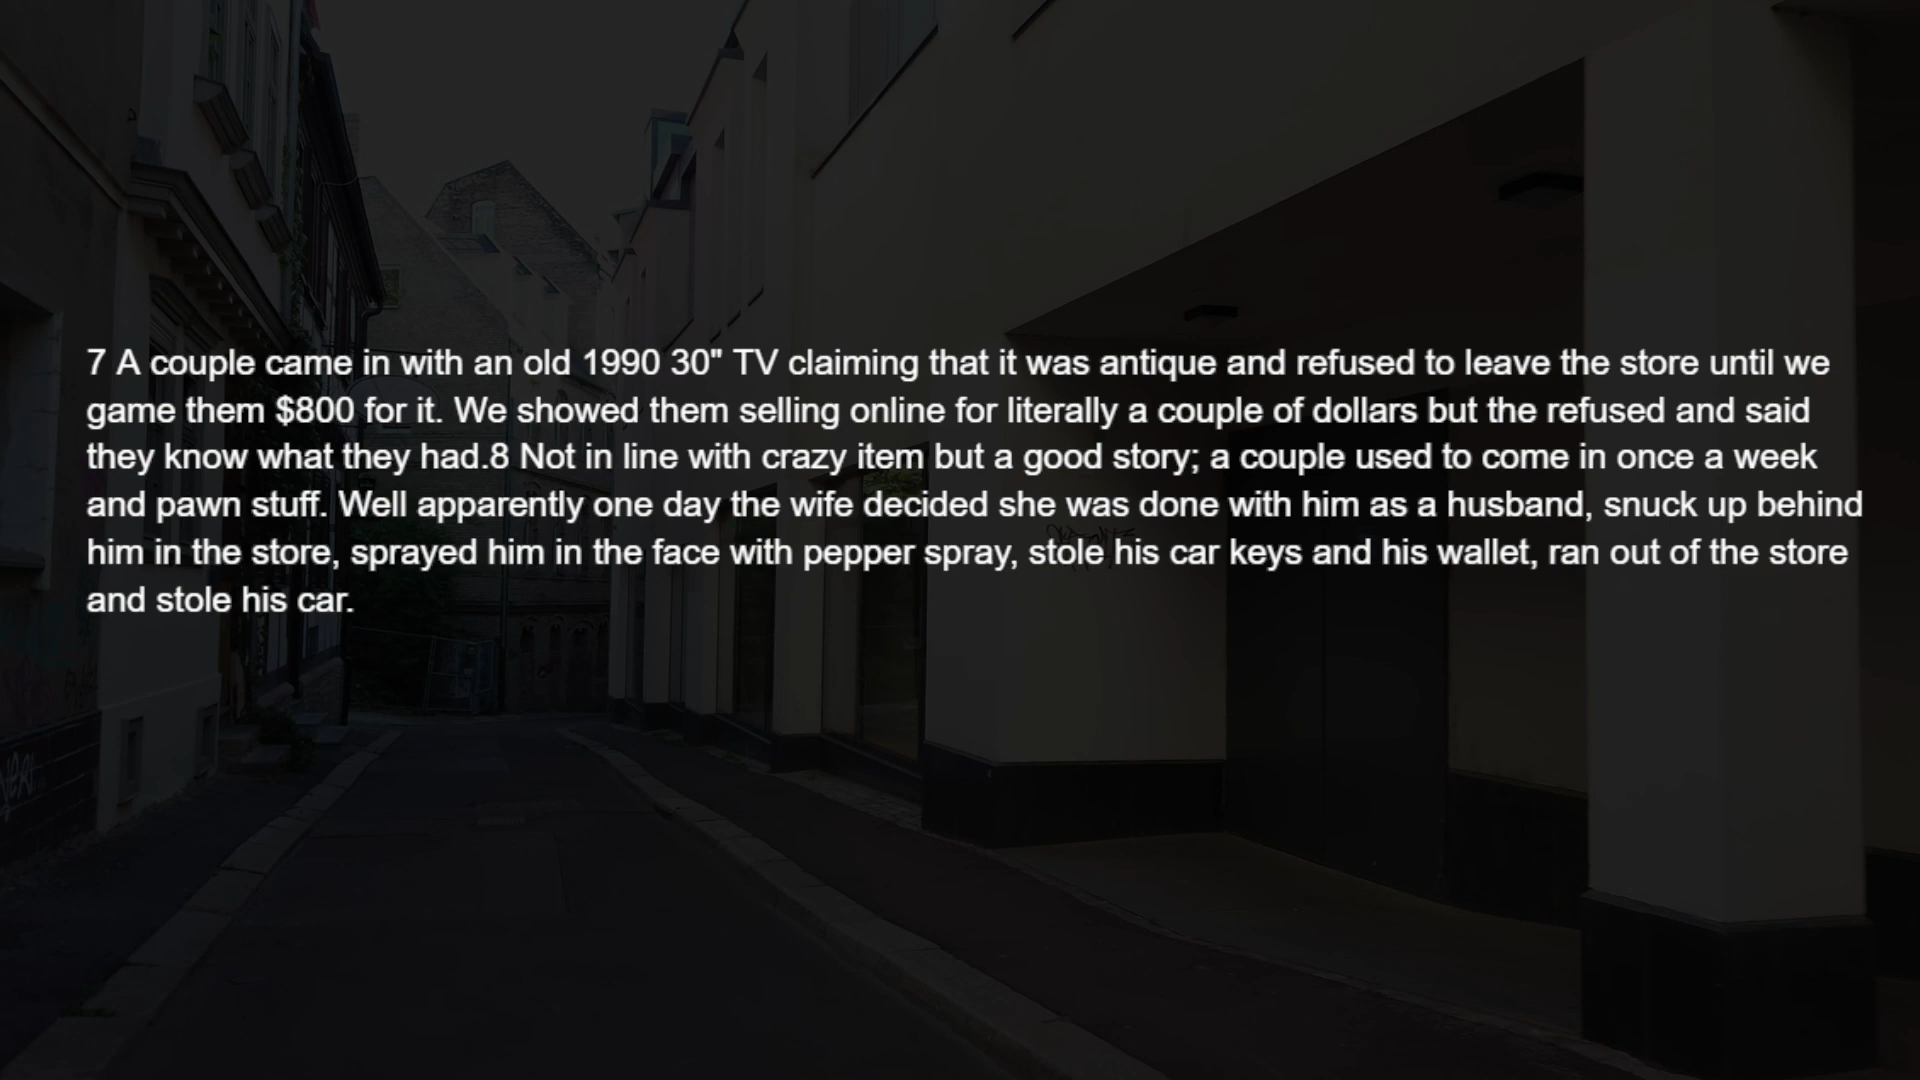 7 A couple came in with an old 1990 30" TV claiming that it was antique and refused to leave the store until we
game them $800 for it. We showed them selling online for literally a couple of dollars but the refused and said
they know what they had.8 Not in line with crazy item but a good story; a couple used to come in once a week
and pawn stuff. Well apparently one day the wife decided she was done with him as a husband, snuck up behind
him in the store, sprayed him in the face with pepper spray, stole his car keys and his wallet, ran out of the store
and stole his car.